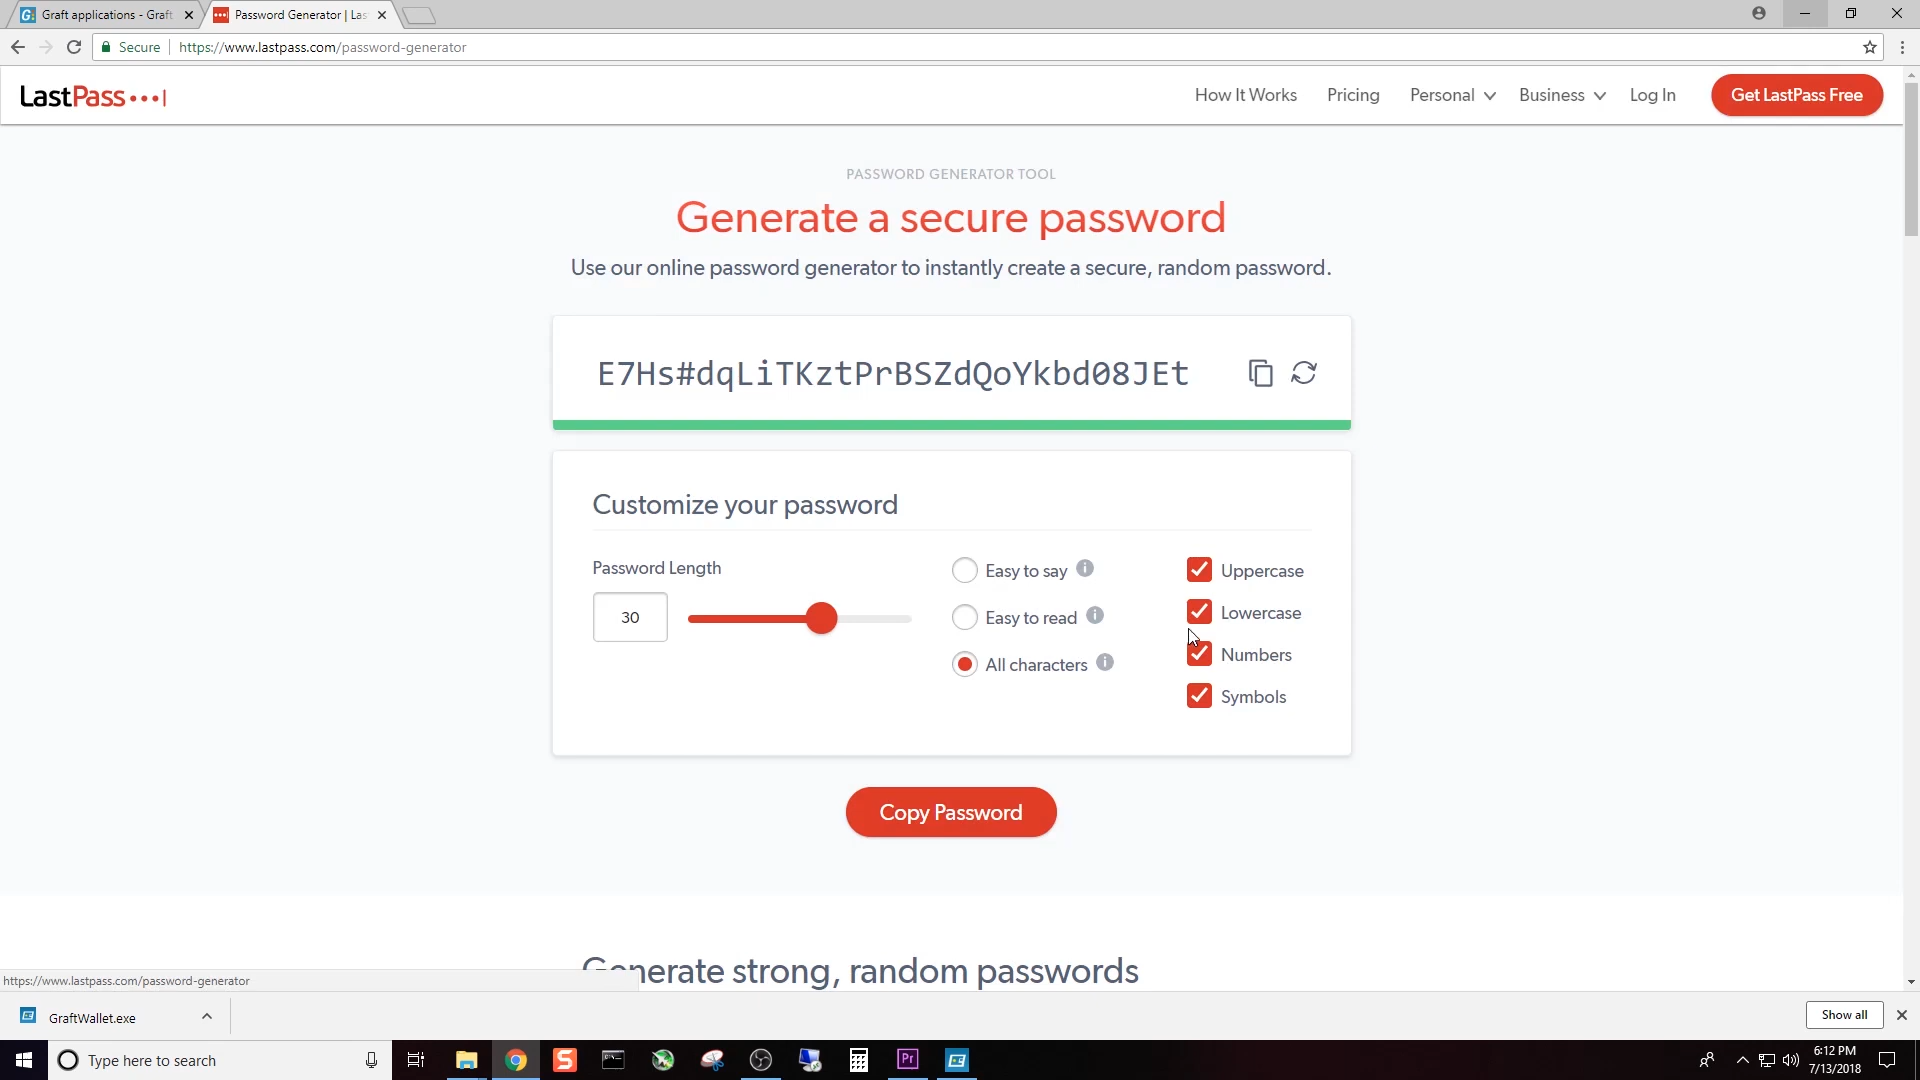 Graft applications - Graft
Password Generator | Las
Secure
https://www.lastpass.com/password-generator
LastPass
How It Works
Pricing
Personal
Business
Log In
Get LastPass Free
PASSWORD GENERATOR TOOL
Generate a secure password
Use our online password generator to instantly create a secure, random password.
E7Hs#dqLiTKztPrBSZdQoYkbd08JEt
Customize your password
Password Length
30
Easy to say
Easy to read
All characters
Uppercase
Lowercase
Numbers
Symbols
Copy Password
Generate strong, random passwords
https://www.lastpass.com/password-generator
GraftWallet.exe
Show all
Type here to search
Pr
6:12 PM
7/13/2018